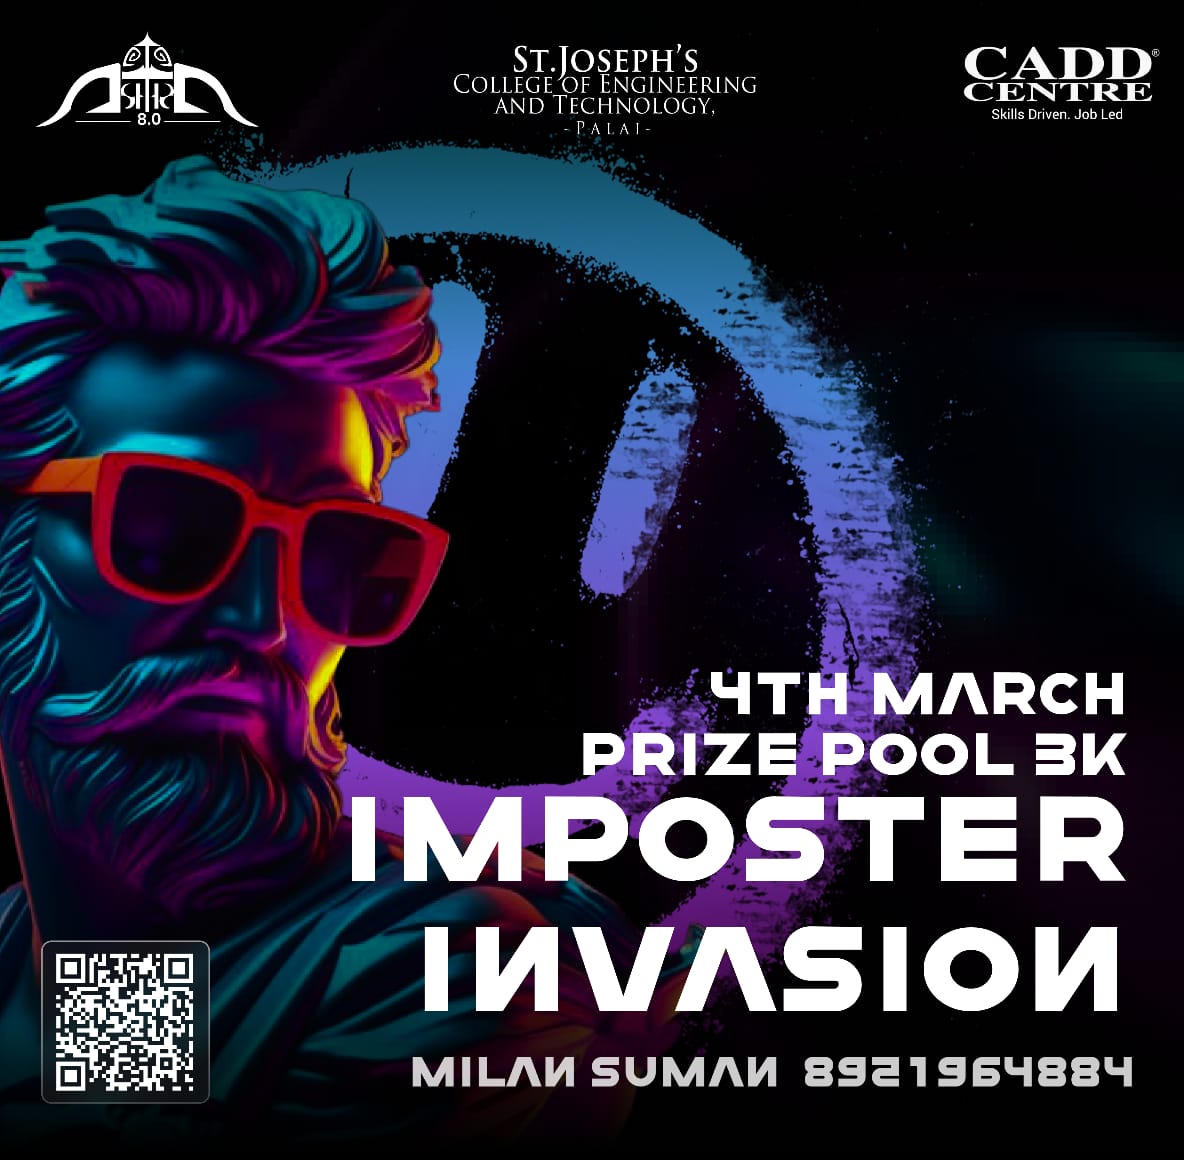 8.0
ST.JOSEPH'S
COLLEGE OF ENGINEERING
AND TECHNOLOGY,
-PALAI-
CADD®
CENTRE
Skills Driven. Job Led
4TH MARCH
PRIZE POOL 3K
IMPOSTER
INVASION
MILAN SUMAN 8921964884